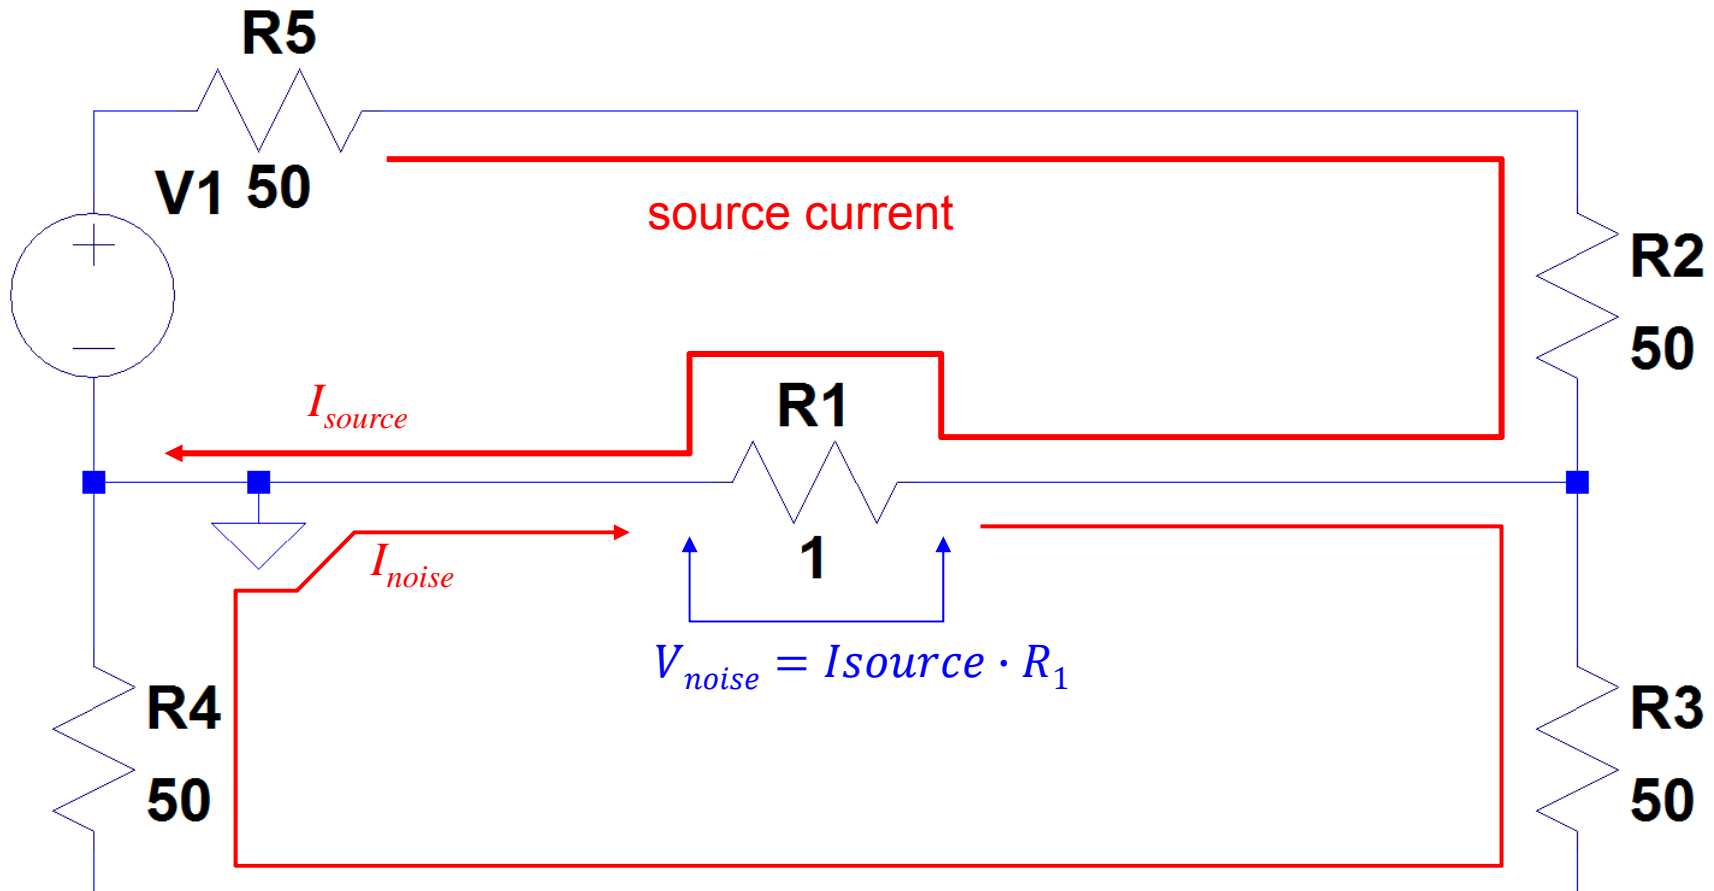 R5
V1 50
source current
R2
50
I_source
R1
I_noise
1
V_noise = Isource · R_1
R4
50
R3
50